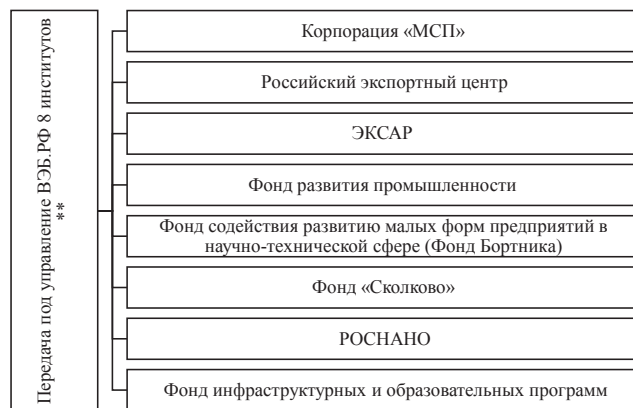 Передача под управление ВЭБ.РФ 8 институтов
**
Корпорация «МСП»
Российский экспортный центр
ЭКСАР
Фонд развития промышленности
Фонд содействия развитию малых форм предприятий в
научно-технической сфере (Фонд Бортника)
Фонд «Сколково»
РОСНАНО
Фонд инфраструктурных и образовательных программ